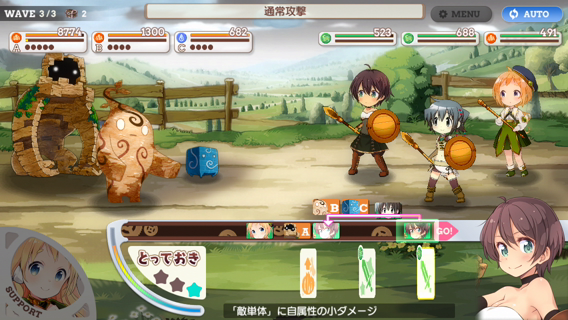 WAVE 3/3 2
通常攻撃
MENU
AUTO
8774
A
1300
B
682
C
523
688
491
B C
A
GO!
とっておき
SUPPORT
「敵単体」に自属性の小ダメージ